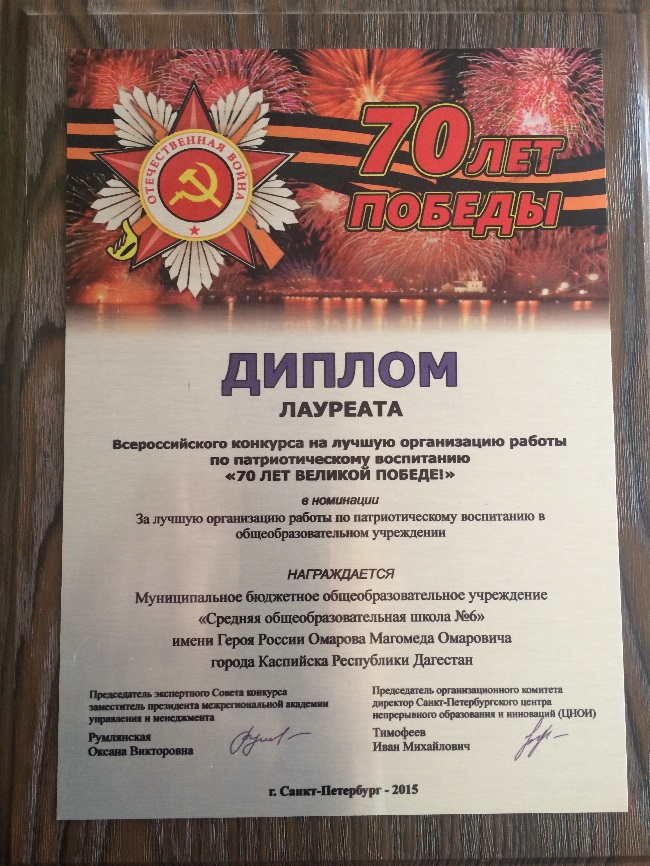 ОТЕЧЕСТВЕННАЯ ВОЙНА
70 ЛЕТ
ПОБЕДЫ
ДИПЛОМ
ЛАУРЕАТА
Всероссийского конкурса на лучшую организацию работы
по патриотическому воспитанию
«70 ЛЕТ ВЕЛИКОЙ ПОБЕДЕ!»
в номинации
За лучшую организацию работы по патриотическому воспитанию в
общеобразовательном учреждении
НАГРАЖДАЕТСЯ
Муниципальное бюджетное общеобразовательное учреждение
«Средняя общеобразовательная школа №6»
имени Героя России Омарова Магомеда Омаровича
города Каспийска Республики Дагестан
Председатель экспертного Совета конкурса
заместитель президента межрегиональной академии
управления и менеджмента
Румлянская
Оксана Викторовна
Председатель организационного комитета
директор Санкт-Петербургского центра
непрерывного образования и инноваций (ЦНОИ)
Тимофеев
Иван Михайлович
г. Санкт-Петербург - 2015